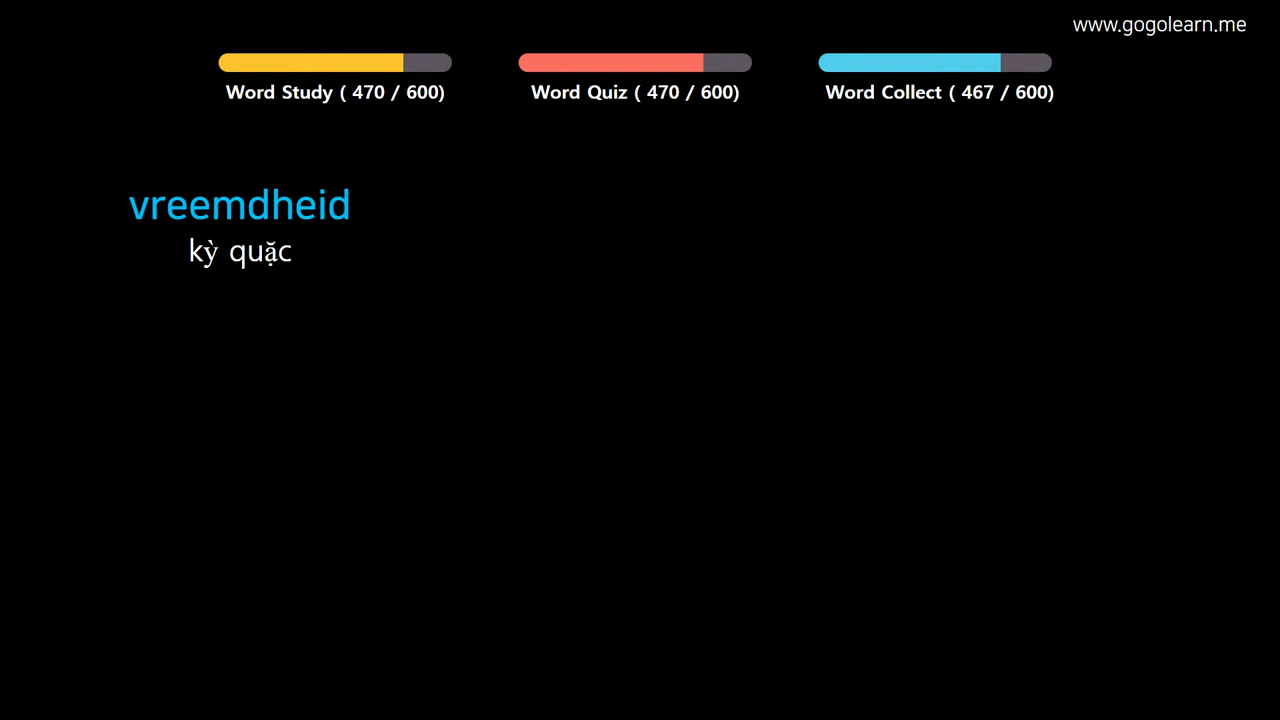 www.gogolearn.me
Word Study ( 470 / 600)
Word Quiz ( 470 / 600)
Word Collect ( 467 / 600)
vreemdheid
kỳ quặc